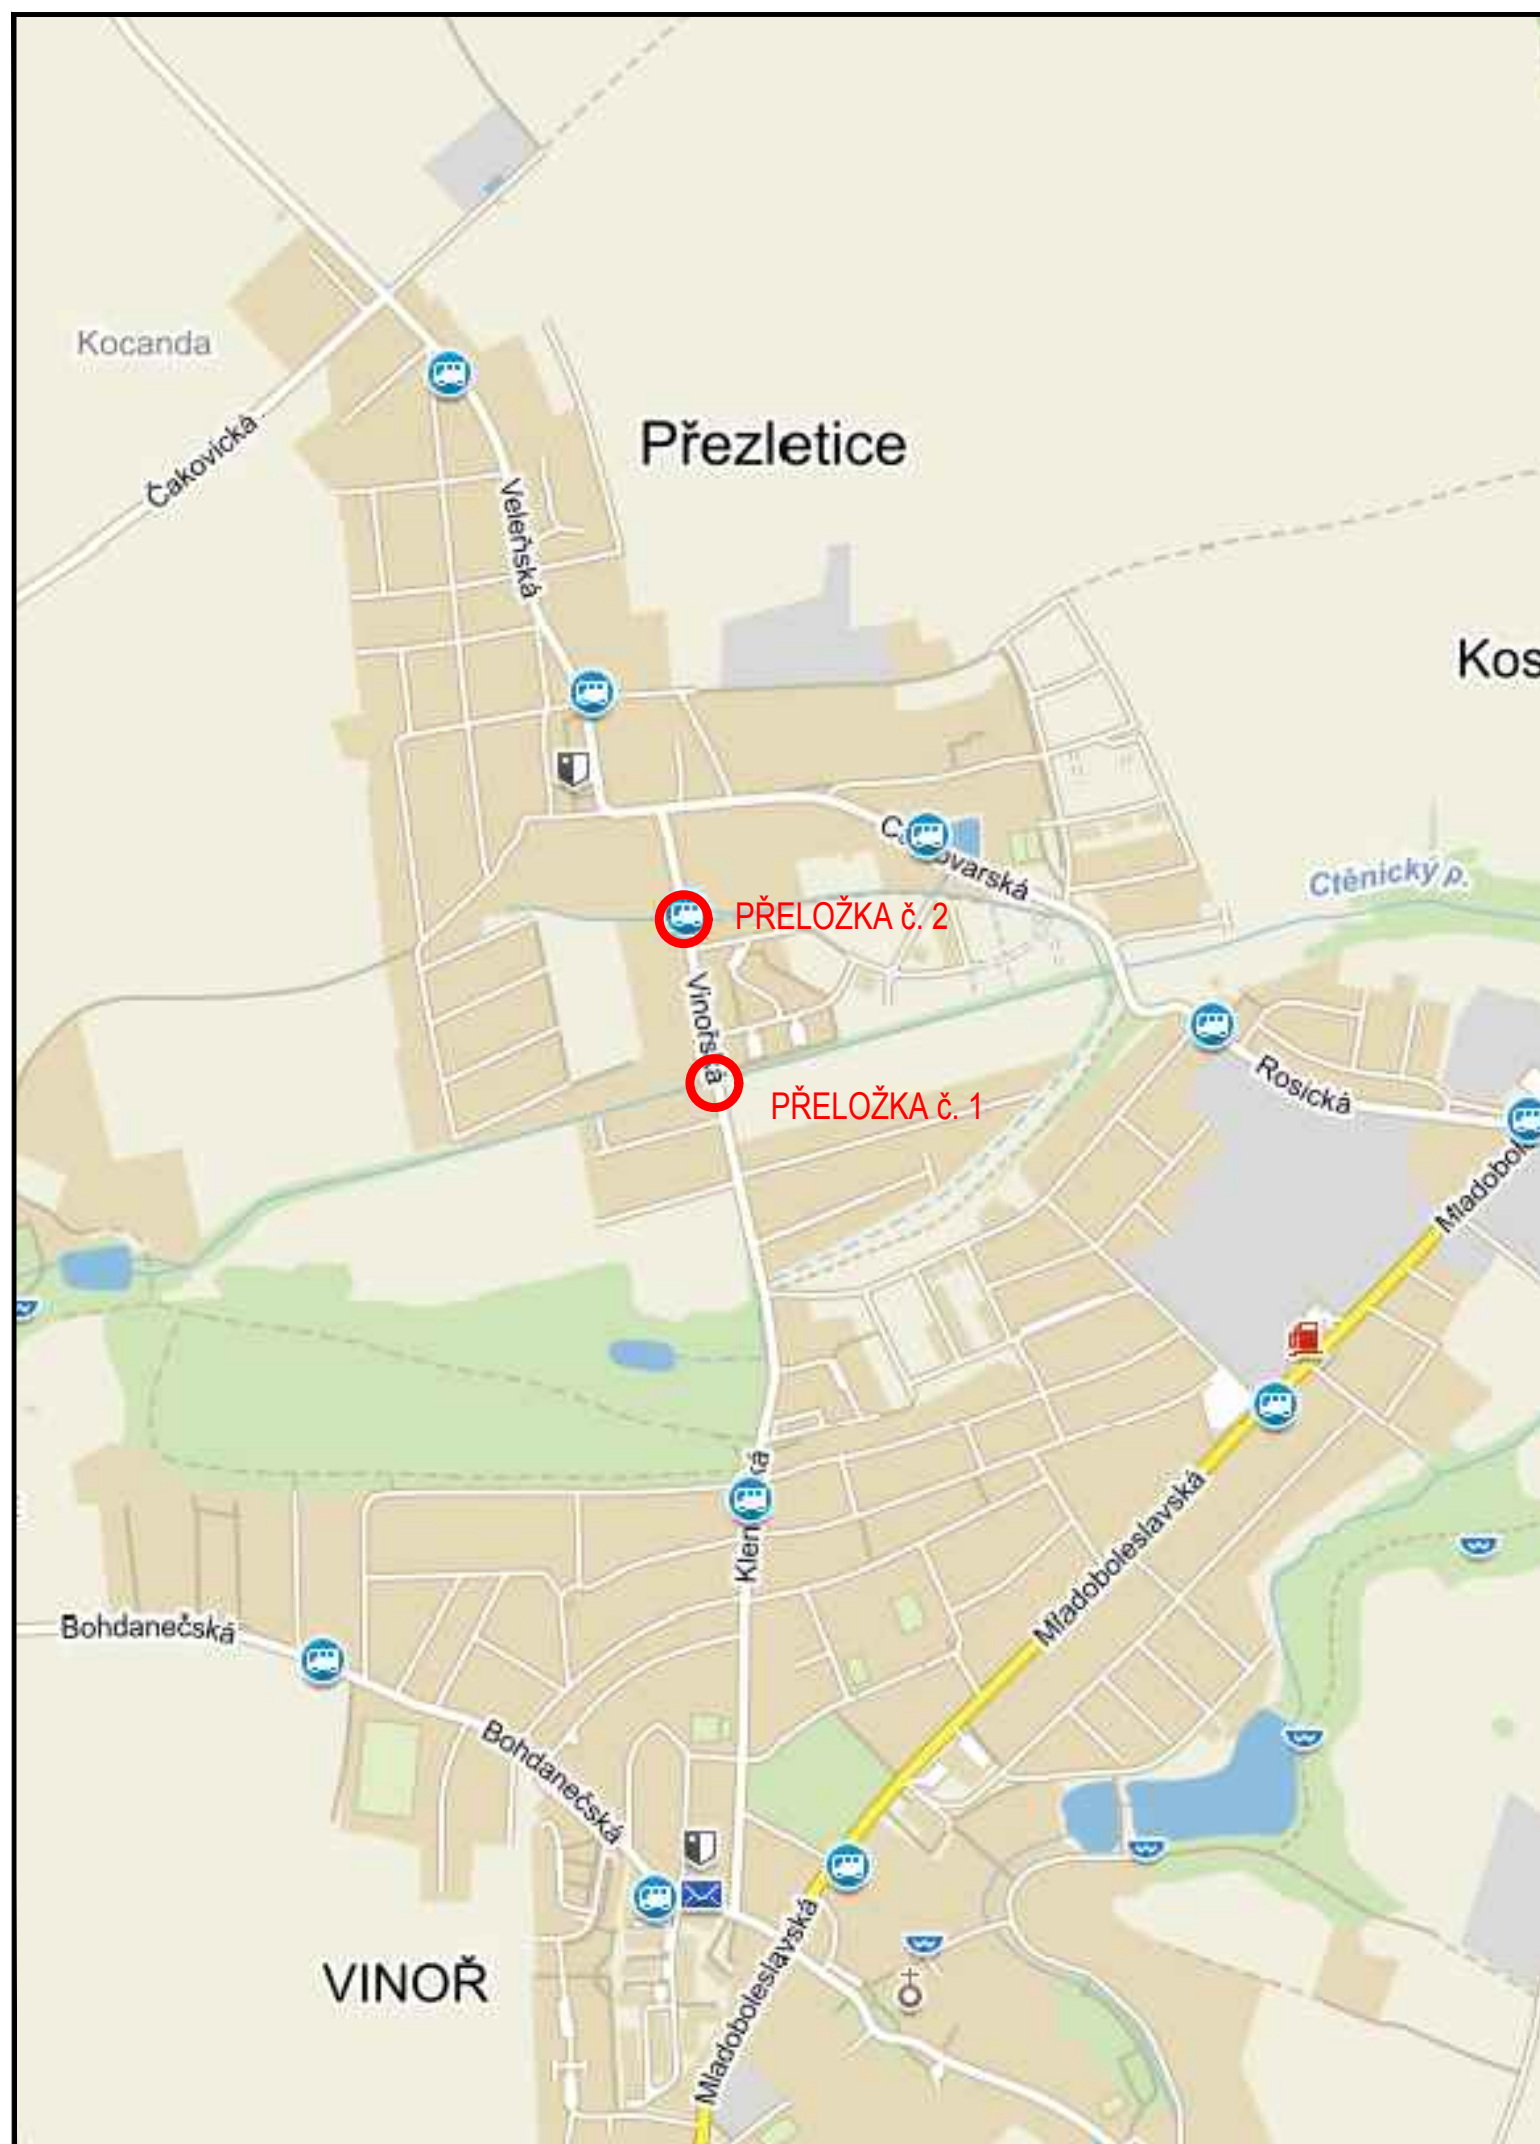 Kocanda
Čakovická
Přezletice
Veleňská
Kos
Ctěnický p.
PŘELOŽKA č. 2
Vinořská
PŘELOŽKA č. 1
Rosická
Mladobol
Mladoboleslavská
Bohdanečská
Bohdanečská
VINOŘ
Mladoboleslavská